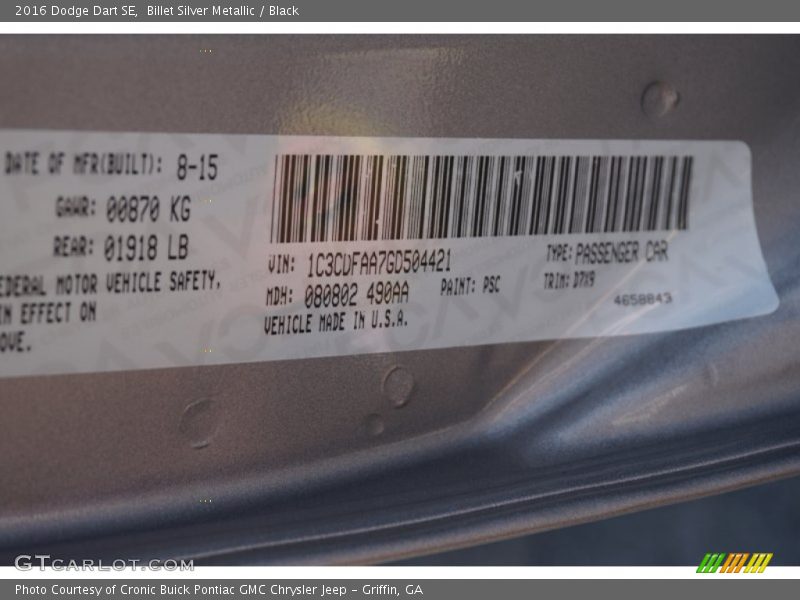 2016 Dodge Dart SE,  Billet Silver Metallic / Black
DATE OF MFR(BUILT): 8-15
GAWR: 00870 KG
REAR: 01918 LB
EDERAL MOTOR VEHICLE SAFETY,
IN EFFECT ON
OVE.
VIN: 1C3CDFAA7GD504421
TYPE: PASSENGER CAR
MDH: 080802 490AA
PAINT: PSC
TRIM: D7X9
VEHICLE MADE IN U.S.A.
4658843
GTcarlot.com
Photo Courtesy of Cronic Buick Pontiac GMC Chrysler Jeep - Griffin, GA